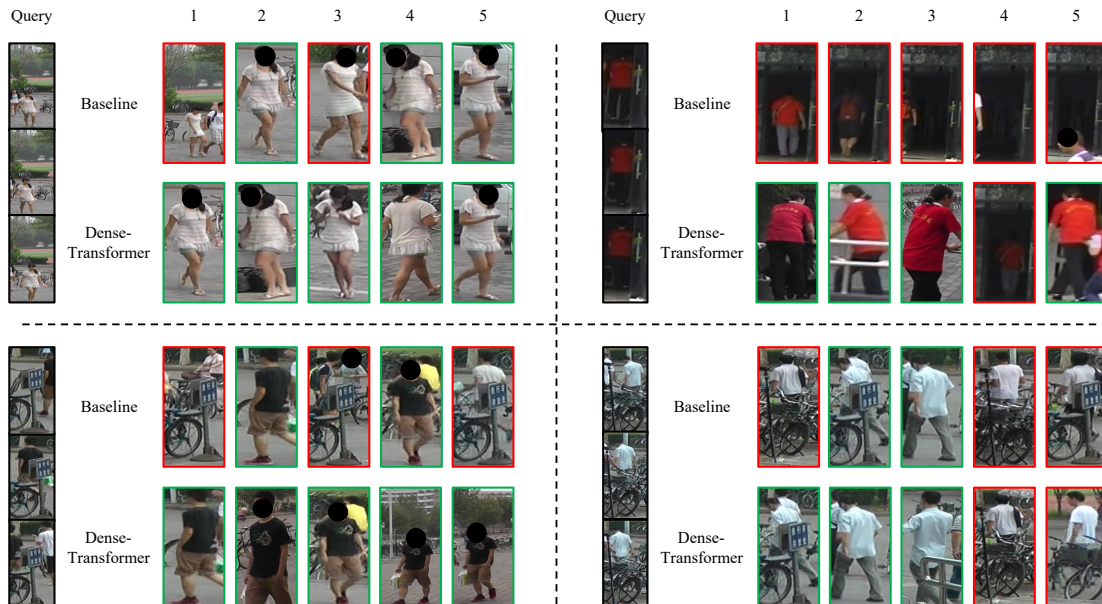 Query 1 2 3 4 5 Query 1 2 3 4 5
Baseline Baseline
Dense-
Transformer
Dense-
Transformer
Baseline Baseline
Dense-
Transformer
Dense-
Transformer